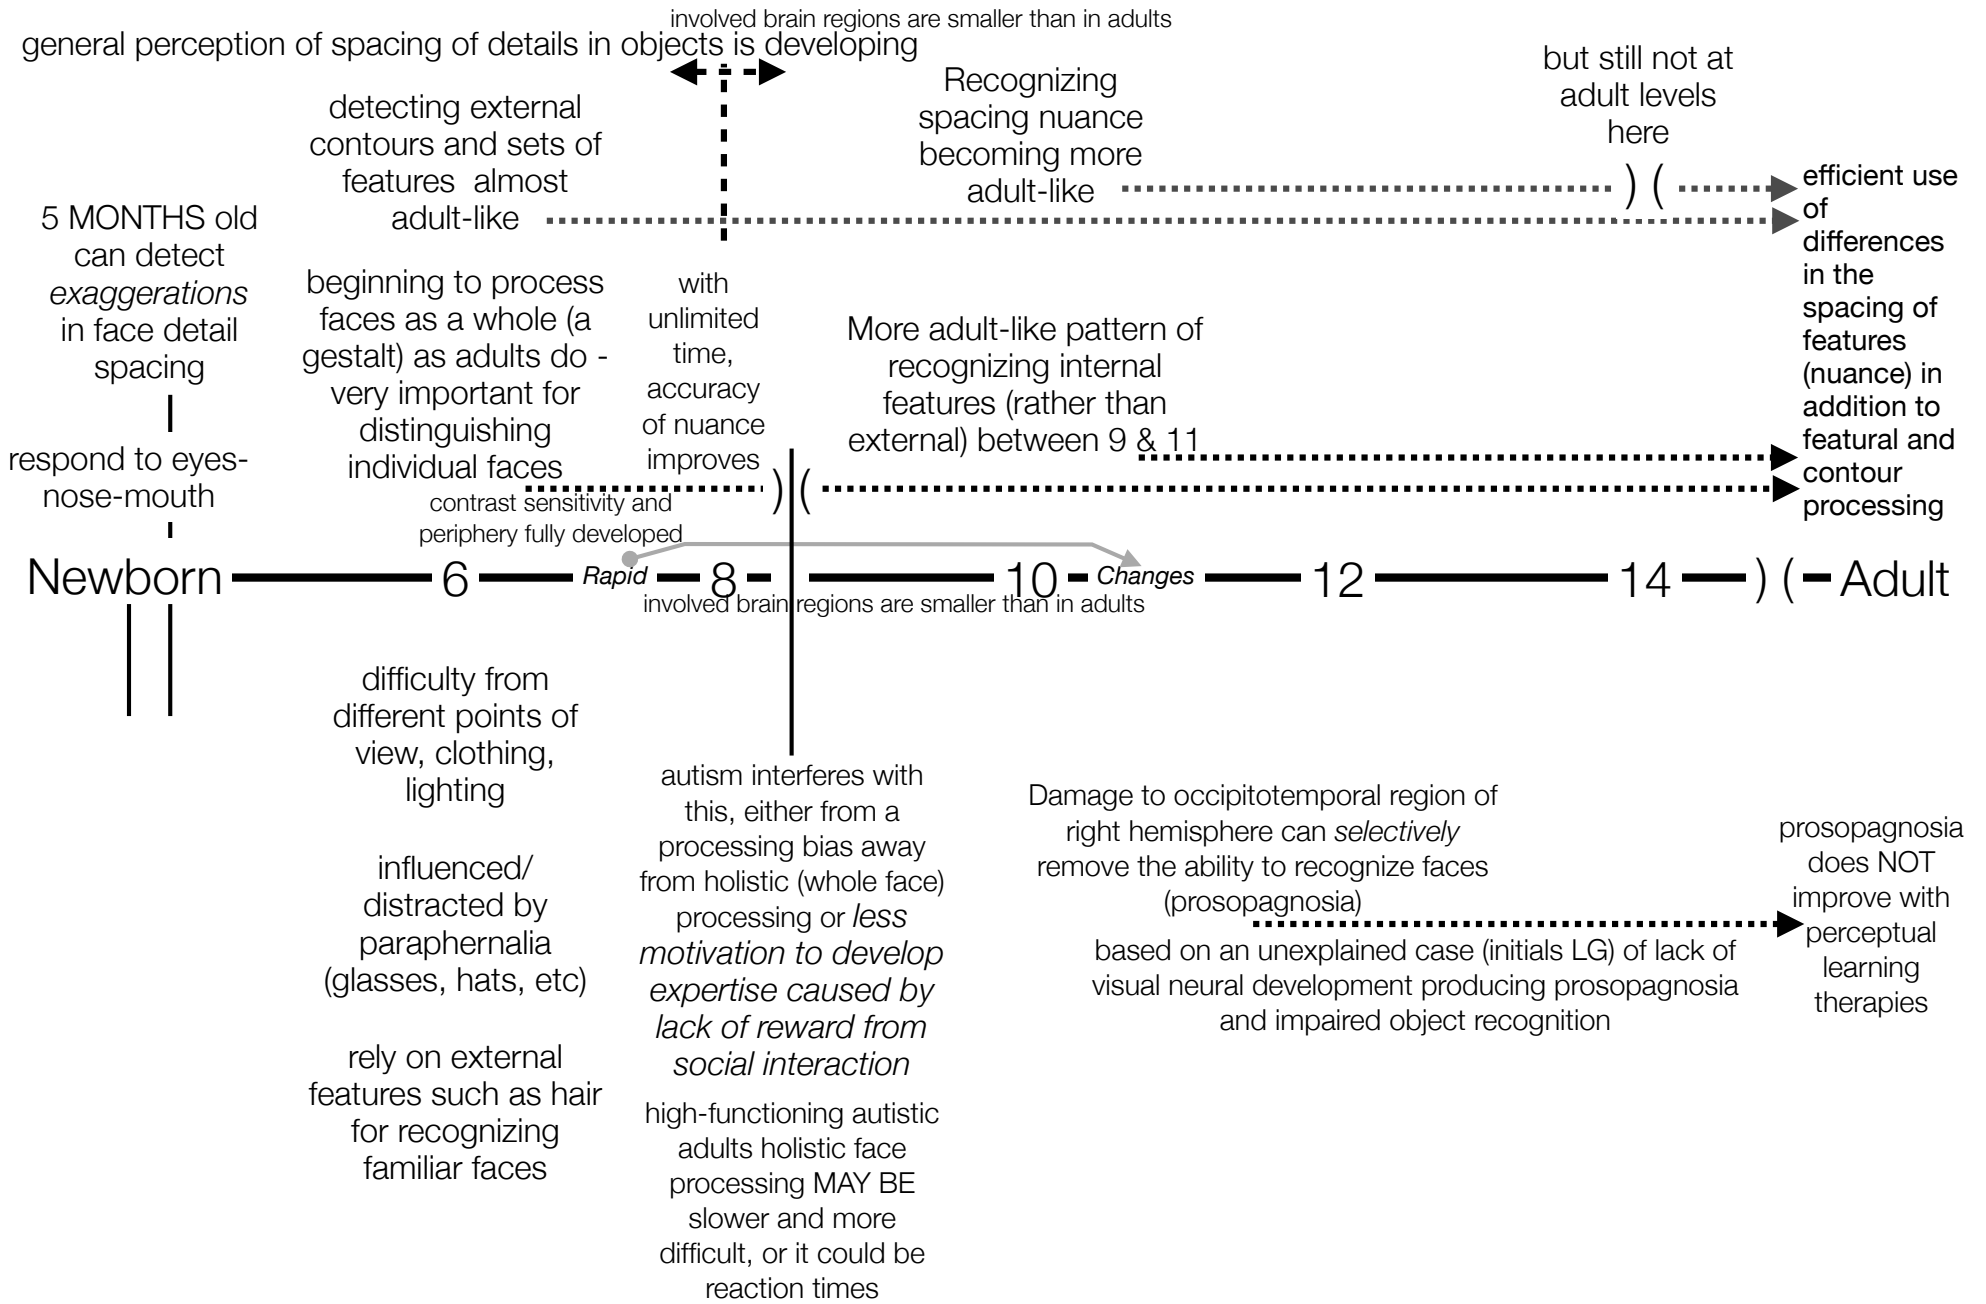 involved brain regions are smaller than in adults
general perception of spacing of details in objects is developing
detecting external
contours and sets of
features almost
adult-like
Recognizing
spacing nuance
becoming more
adult-like
but still not at
adult levels
here
) (
5 MONTHS old
can detect
exaggerations
in face detail
spacing
respond to eyes-
nose-mouth
beginning to process
faces as a whole (a
gestalt) as adults do -
very important for
distinguishing
individual faces
with
unlimited
time,
accuracy
of nuance
improves
) (
More adult-like pattern of
recognizing internal
features (rather than
external) between 9 & 11
efficient use
of
differences
in the
spacing of
features
(nuance) in
addition to
featural and
contour
processing
contrast sensitivity and
periphery fully developed
Newborn 6 Rapid 8 10 Changes 12 14 ) ( Adult
involved brain regions are smaller than in adults
difficulty from
different points of
view, clothing,
lighting
influenced/
distracted by
paraphernalia
(glasses, hats, etc)
rely on external
features such as hair
for recognizing
familiar faces
autism interferes with
this, either from a
processing bias away
from holistic (whole face)
processing or less
motivation to develop
expertise caused by
lack of reward from
social interaction
high-functioning autistic
adults holistic face
processing MAY BE
slower and more
difficult, or it could be
reaction times
Damage to occipitotemporal region of
right hemisphere can selectively
remove the ability to recognize faces
(prosopagnosia)
based on an unexplained case (initials LG) of lack of
visual neural development producing prosopagnosia
and impaired object recognition
prosopagnosia
does NOT
improve with
perceptual
learning
therapies